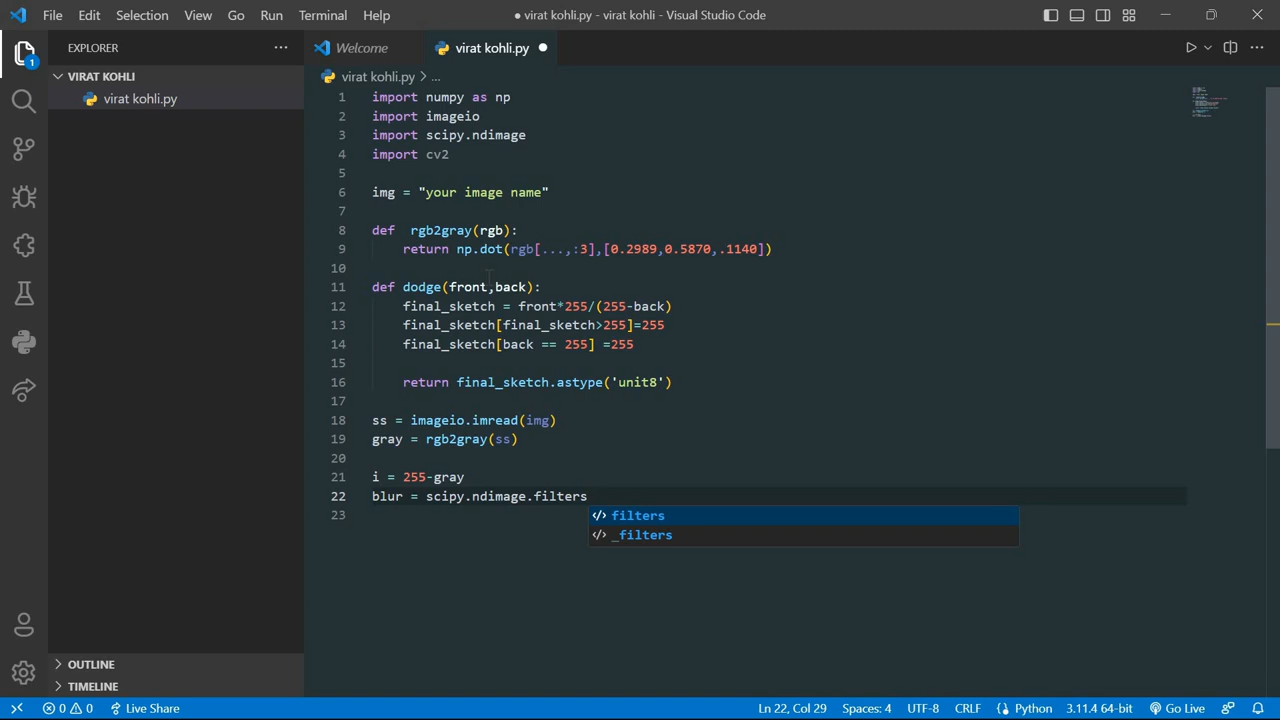 File Edit Selection View Go Run Terminal Help
● virat kohli.py - virat kohli - Visual Studio Code
EXPLORER
VIRAT KOHLI
virat kohli.py
OUTLINE
TIMELINE
1
Welcome
virat kohli.py
virat kohli.py > ...
1 import numpy as np
2 import imageio
3 import scipy.ndimage
4 import cv2
5
6 img = "your image name"
7
8 def  rgb2gray(rgb):
9     return np.dot(rgb[...,:3],[0.2989,0.5870,.1140])
10
11 def dodge(front,back):
12     final_sketch = front*255/(255-back)
13     final_sketch[final_sketch>255]=255
14     final_sketch[back == 255] =255
15
16     return final_sketch.astype('unit8')
17
18 ss = imageio.imread(img)
19 gray = rgb2gray(ss)
20
21 i = 255-gray
22 blur = scipy.ndimage.filters
23
filters
_filters
0 0 Live Share
Ln 22, Col 29 Spaces: 4 UTF-8 CRLF Python 3.11.4 64-bit Go Live